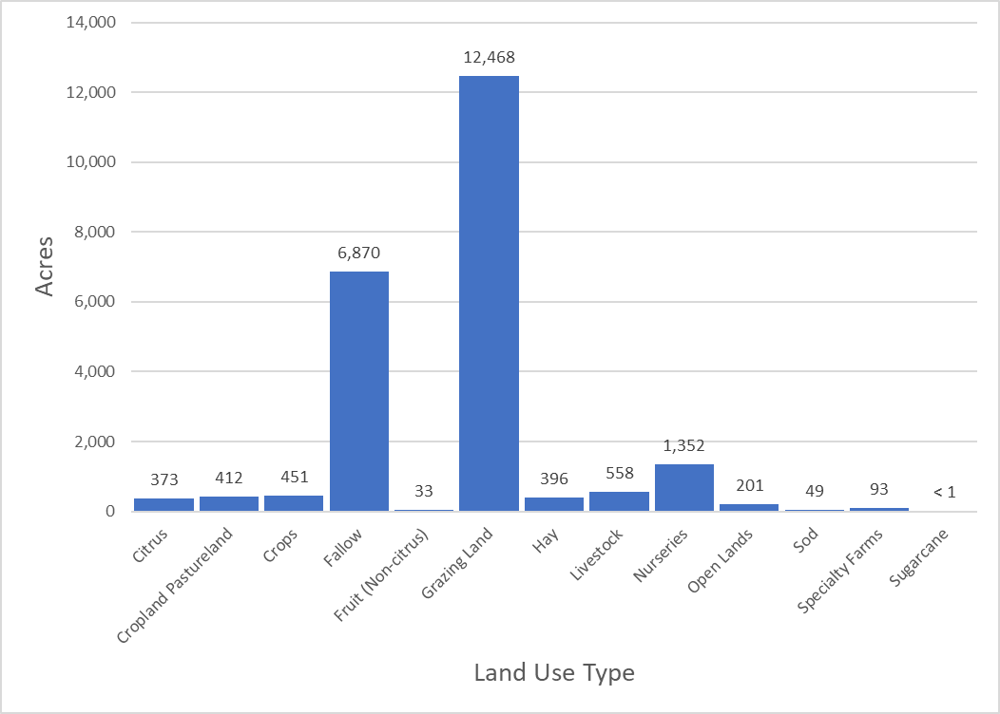 14,000
12,000
10,000
8,000
6,000
4,000
2,000
0
Acres
373
412
451
6,870
33
12,468
396
558
1,352
201
49
93
< 1
Citrus
Cropland Pastureland
Crops
Fallow
Fruit (Non-citrus)
Grazing Land
Hay
Livestock
Nurseries
Open Lands
Sod
Specialty Farms
Sugarcane
Land Use Type